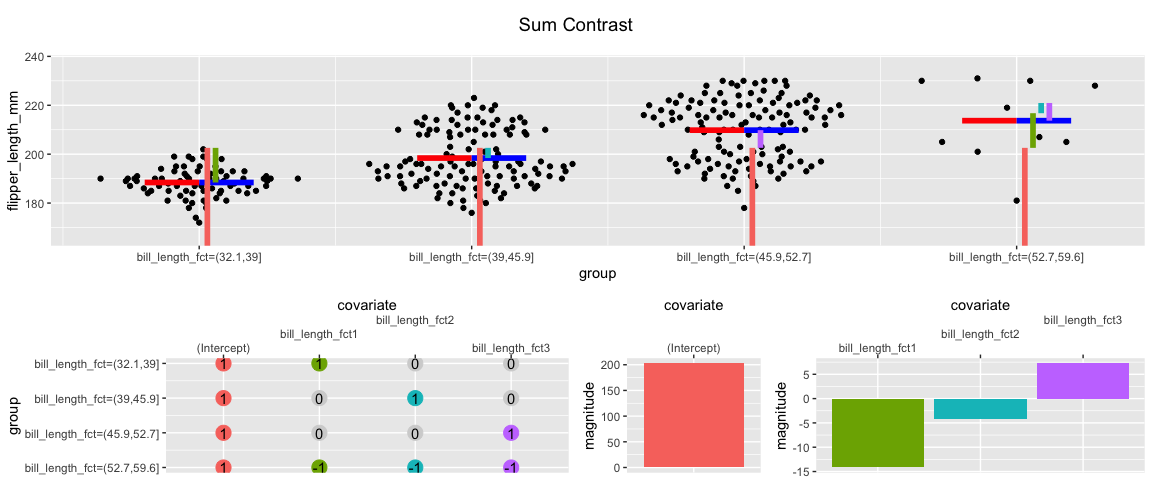 Sum Contrast
240
220
200
180
flipper_length_mm
bill_length_fct=(32.1,39]
bill_length_fct=(39,45.9]
bill_length_fct=(45.9,52.7]
bill_length_fct=(52.7,59.6]
group
covariate
bill_length_fct2
bill_length_fct1
(Intercept)
bill_length_fct3
group
bill_length_fct=(32.1,39] 1 1 0 0
bill_length_fct=(39,45.9] 1 0 1 0
bill_length_fct=(45.9,52.7] 1 0 0 1
bill_length_fct=(52.7,59.6] 1 -1 -1 -1
covariate
(Intercept)
magnitude
200
150
100
50
0
covariate
bill_length_fct3
bill_length_fct2
bill_length_fct1
magnitude
5
0
-5
-10
-15